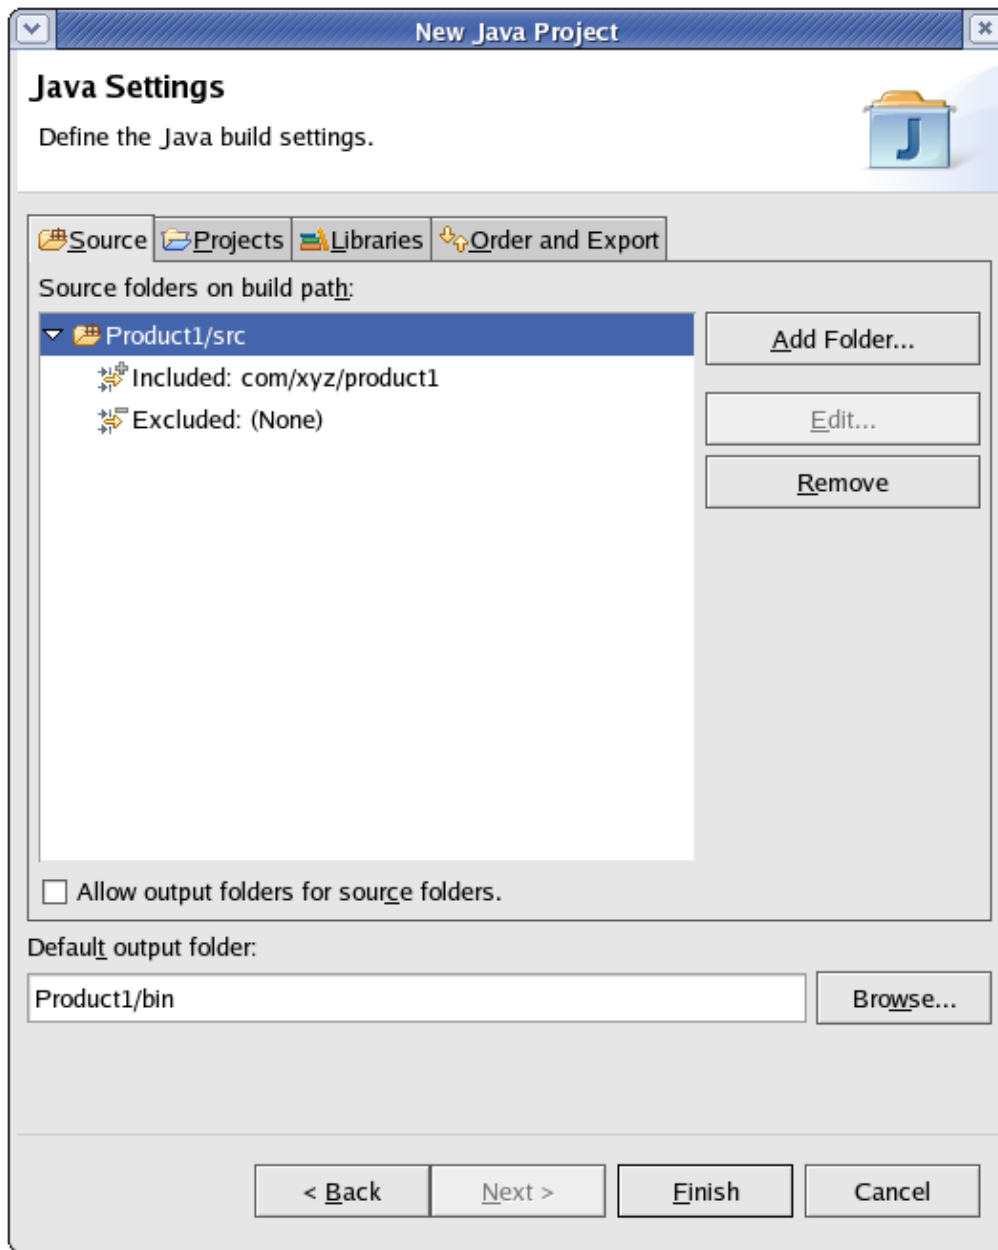 New Java Project
Java Settings
Define the Java build settings.
J
Source Projects Libraries Order and Export
Source folders on build path:
Product1/src
Included: com/xyz/product1
Excluded: (None)
Add Folder...
Edit...
Remove
Allow output folders for source folders.
Default output folder:
Product1/bin
Browse...
< Back
Next >
Finish
Cancel